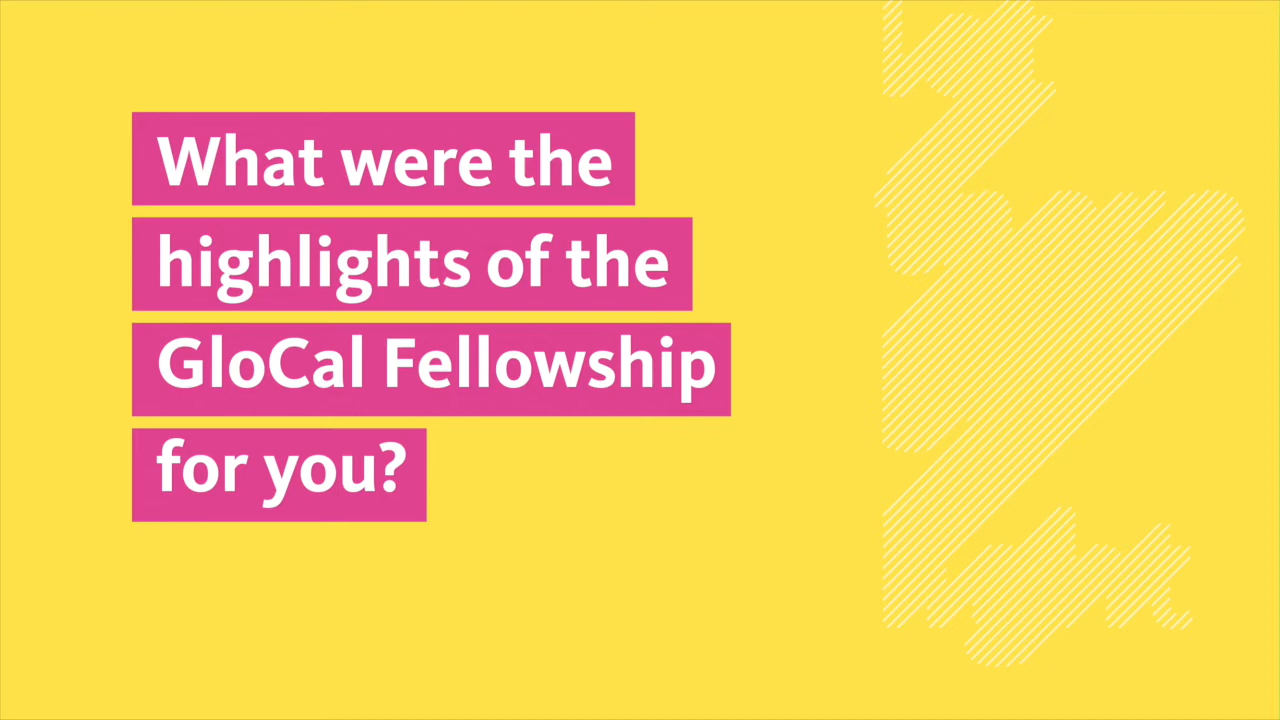 What were the
highlights of the
GloCal Fellowship
for you?